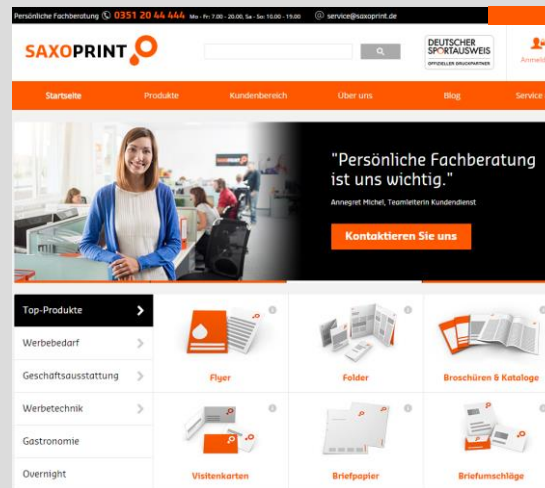 Persönliche Fachberatung 0351 20 44 444 Mo - Fr: 7.00 - 20.00, Sa - So: 10.00 - 19.00 @ service@saxoprint.de
SAXOPRINT
DEUTSCHER
SPORTAUSWEIS
OFFIZIELLER DRUCKPARTNER
Startseite Produkte Kundenbereich Über uns Blog Service
"Persönliche Fachberatung
ist uns wichtig."
Annegret Michel, Teamleiterin Kundendienst
Kontaktieren Sie uns
Top-Produkte
Werbebedarf
Geschäftsausstattung
Werbetechnik
Gastronomie
Overnight
Flyer
Folder
Broschüren & Kataloge
Visitenkarten
Briefpapier
Briefumschläge